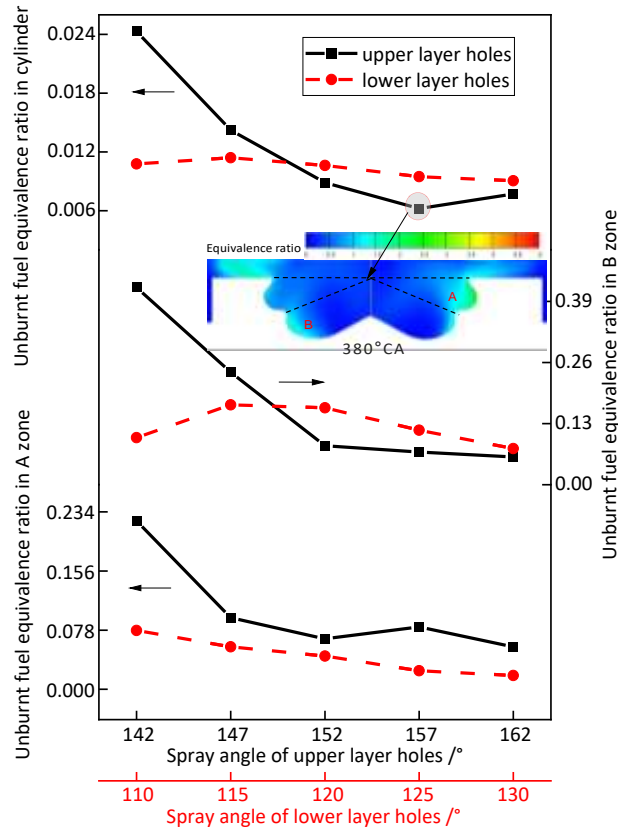 Unburnt fuel equivalence ratio in cylinder
0.024
0.018
0.012
0.006
upper layer holes
lower layer holes
Equivalence ratio
A
B
380°CA
Unburnt fuel equivalence ratio in B zone
0.39
0.26
0.13
0.00
Unburnt fuel equivalence ratio in A zone
0.234
0.156
0.078
0.000
142 147 152 157 162
Spray angle of upper layer holes /°
110 115 120 125 130
Spray angle of lower layer holes /°